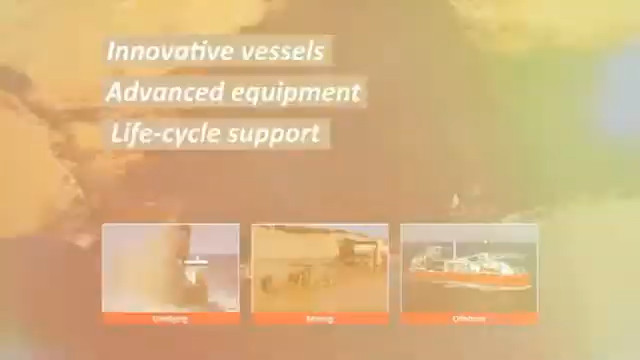 Innovative vessels
Advanced equipment
Life-cycle support
Dredging
Mining
Offshore